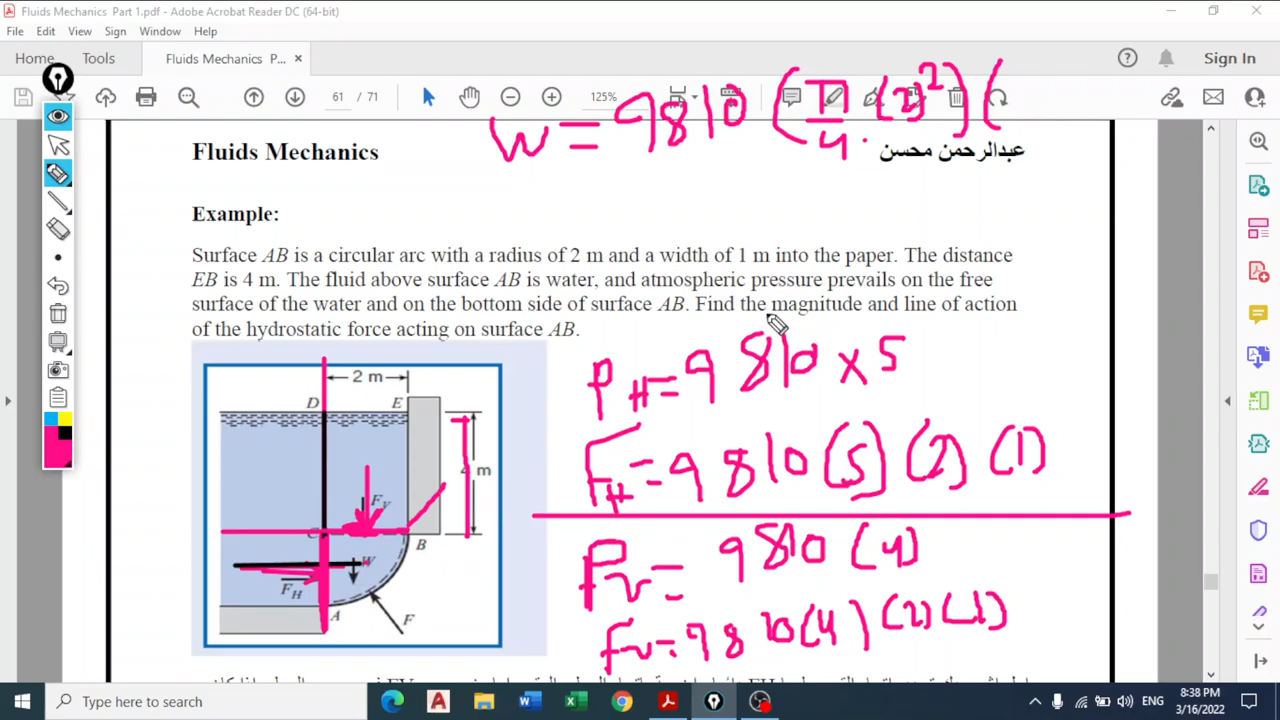 Fluids Mechanics Part 1.pdf - Adobe Acrobat Reader DC (64-bit)
File Edit View Sign Window Help
Home Tools Fluids Mechanics P... × Sign In
61 / 71 125%
W = 9810 (π/4 · (2)²) (
Fluids Mechanics عبدالرحمن محسن
Example:
Surface AB is a circular arc with a radius of 2 m and a width of 1 m into the paper. The distance
EB is 4 m. The fluid above surface AB is water, and atmospheric pressure prevails on the free
surface of the water and on the bottom side of surface AB. Find the magnitude and line of action
of the hydrostatic force acting on surface AB.
2 m
D E
4 m
F_V
C
B
W
F_H
A
F
P_H = 9810 × 5
F_H = 9810 (5) (2) (1)
P_v = 9810 (4)
F_v = 9810 (4) (2) (1)
Type here to search
ENG
8:38 PM
3/16/2022